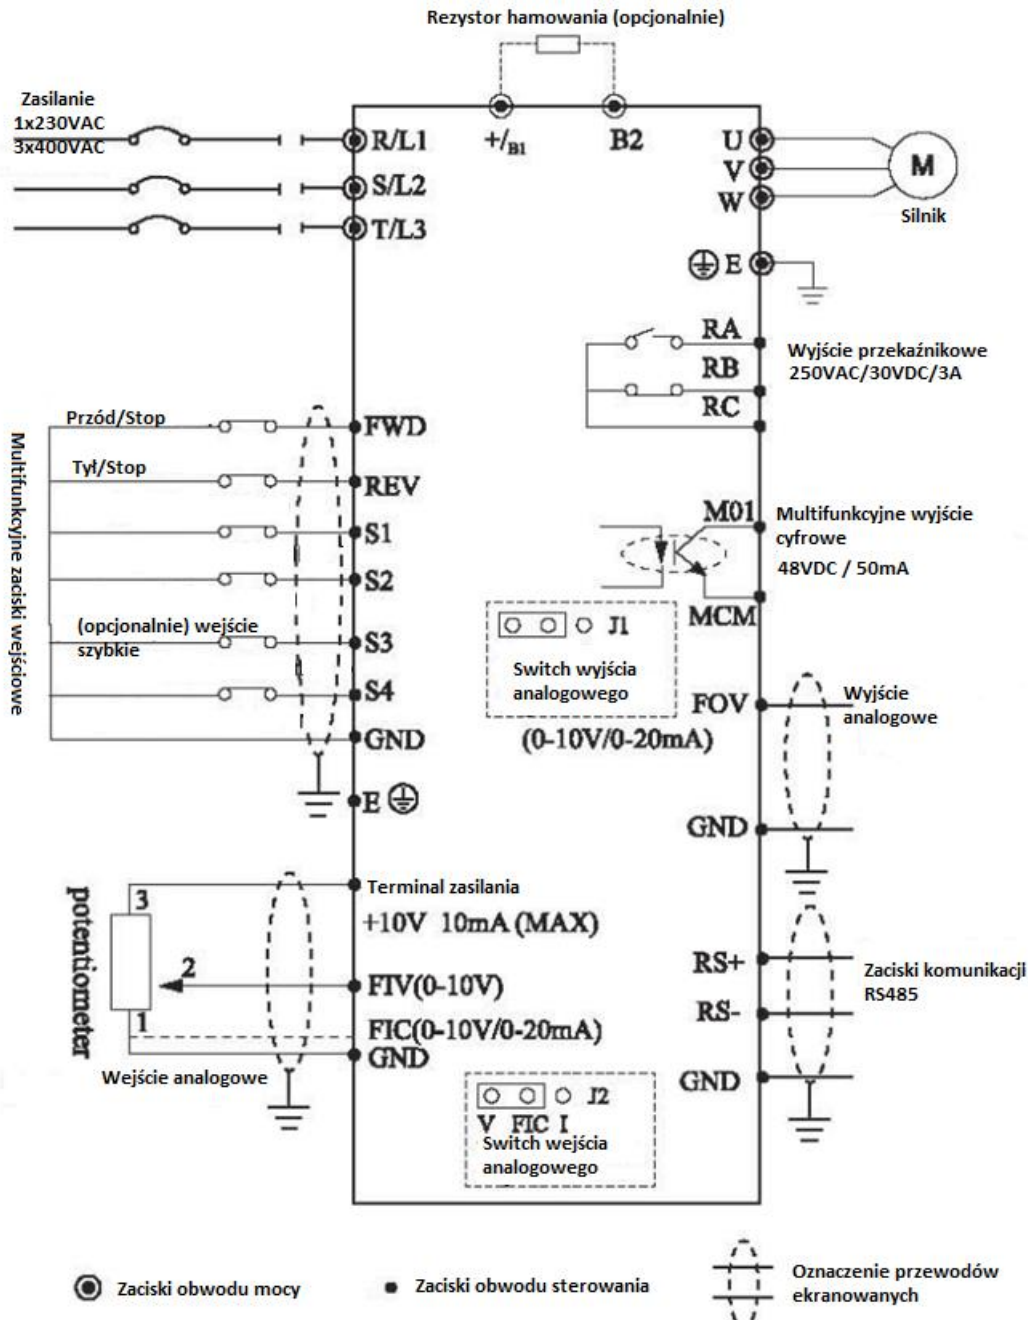 Rezystor hamowania (opcjonalnie)
Zasilanie
1x230VAC
3x400VAC
R/L1
S/L2
T/L3
+/B1
B2
U
V
W
M
Silnik
E
RA
RB
RC
Wyjście przekaźnikowe
250VAC/30VDC/3A
Multifunkcyjne zaciski wejściowe
Przód/Stop
FWD
Tył/Stop
REV
S1
S2
(opcjonalnie) wejście
szybkie
S3
S4
GND
E
M01
MCM
Multifunkcyjne wyjście
cyfrowe
48VDC / 50mA
J1
Switch wyjścia
analogowego
(0-10V/0-20mA)
FOV
Wyjście
analogowe
GND
potentiometer
3
2
1
Terminal zasilania
+10V 10mA (MAX)
FIV(0-10V)
FIC(0-10V/0-20mA)
GND
Wejście analogowe
RS+
RS-
GND
Zaciski komunikacji
RS485
J2
V FIC I
Switch wejścia
analogowego
Zaciski obwodu mocy
Zaciski obwodu sterowania
Oznaczenie przewodów
ekranowanych